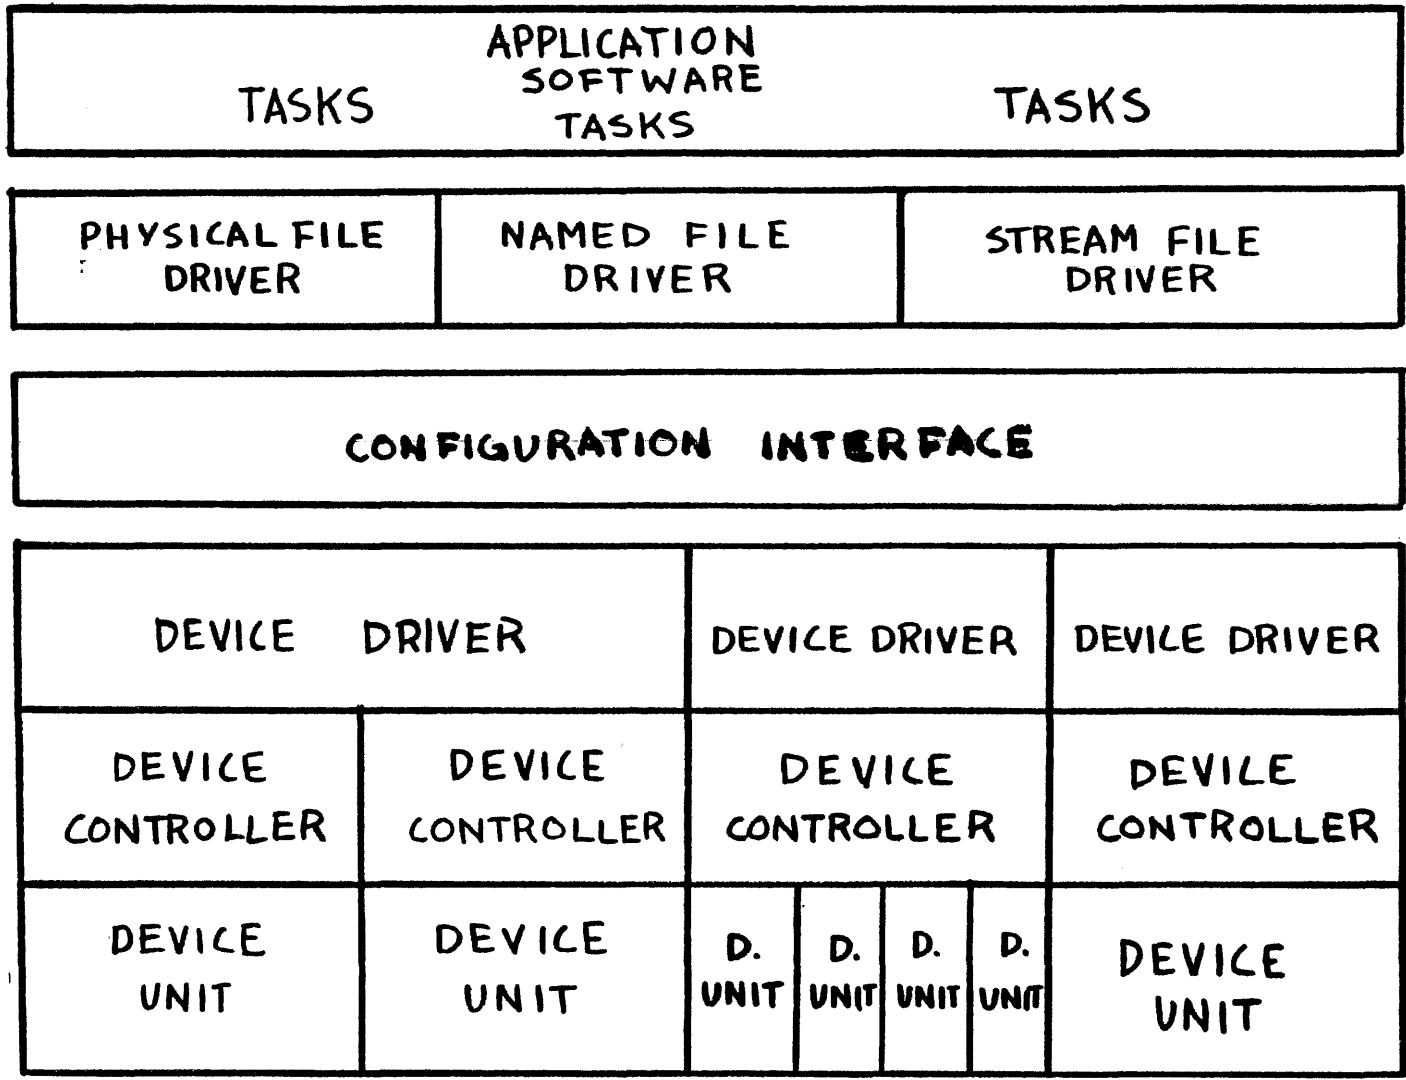 APPLICATION
SOFTWARE
TASKS TASKS TASKS
PHYSICAL FILE
DRIVER
NAMED FILE
DRIVER
STREAM FILE
DRIVER
CONFIGURATION INTERFACE
DEVICE DRIVER
DEVICE DRIVER
DEVICE DRIVER
DEVICE
CONTROLLER
DEVICE
CONTROLLER
DEVICE
CONTROLLER
DEVICE
CONTROLLER
DEVICE
UNIT
DEVICE
UNIT
D.
UNIT
D.
UNIT
D.
UNIT
D.
UNIT
DEVICE
UNIT